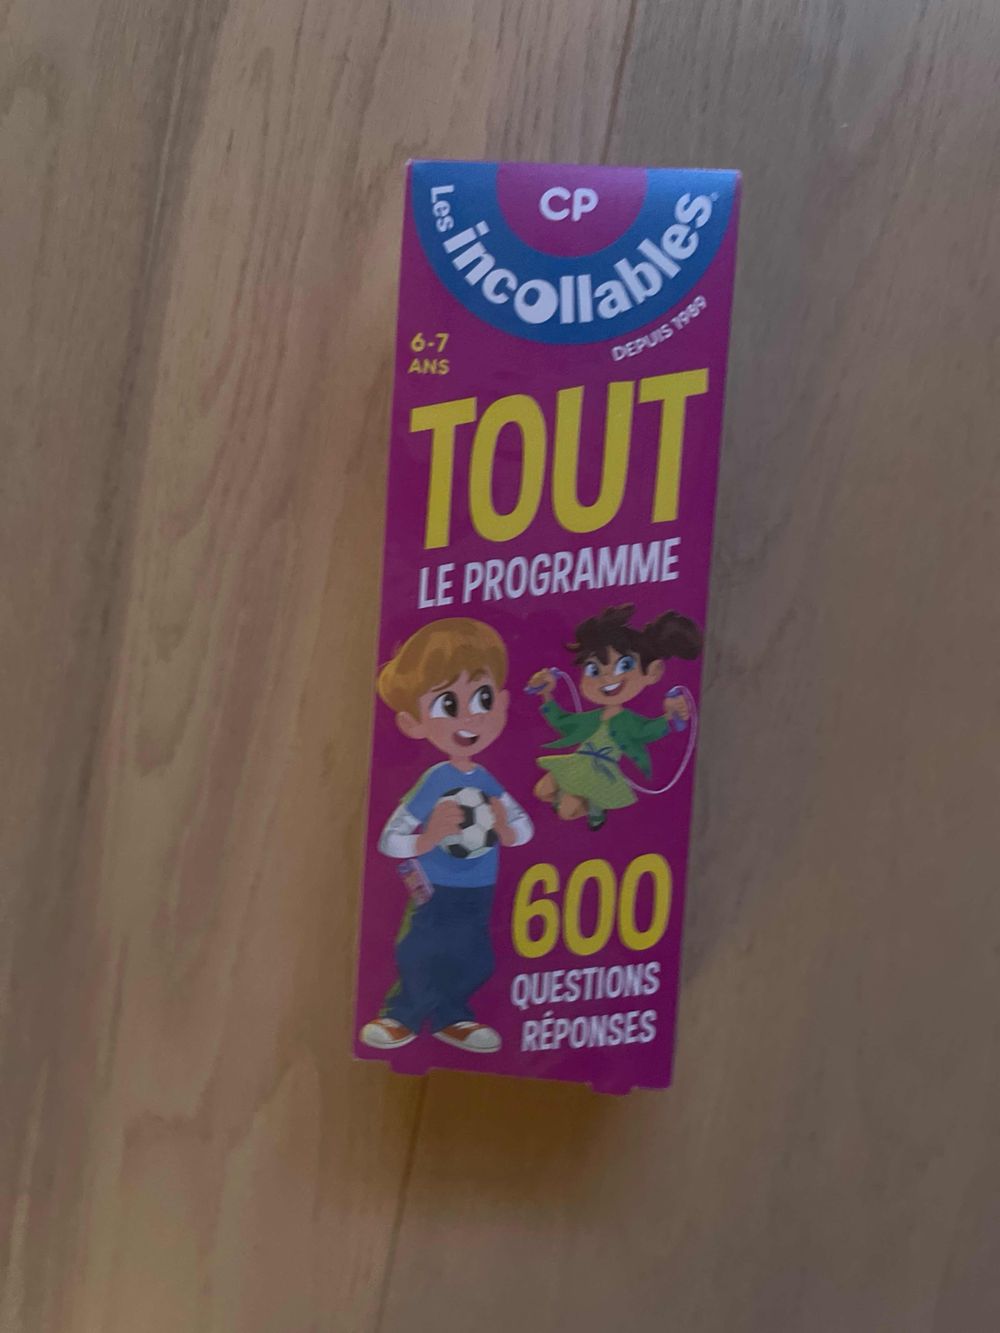 CP
Les incollables
DEPUIS 1989
6-7
ANS
TOUT
LE PROGRAMME
600
QUESTIONS
RÉPONSES